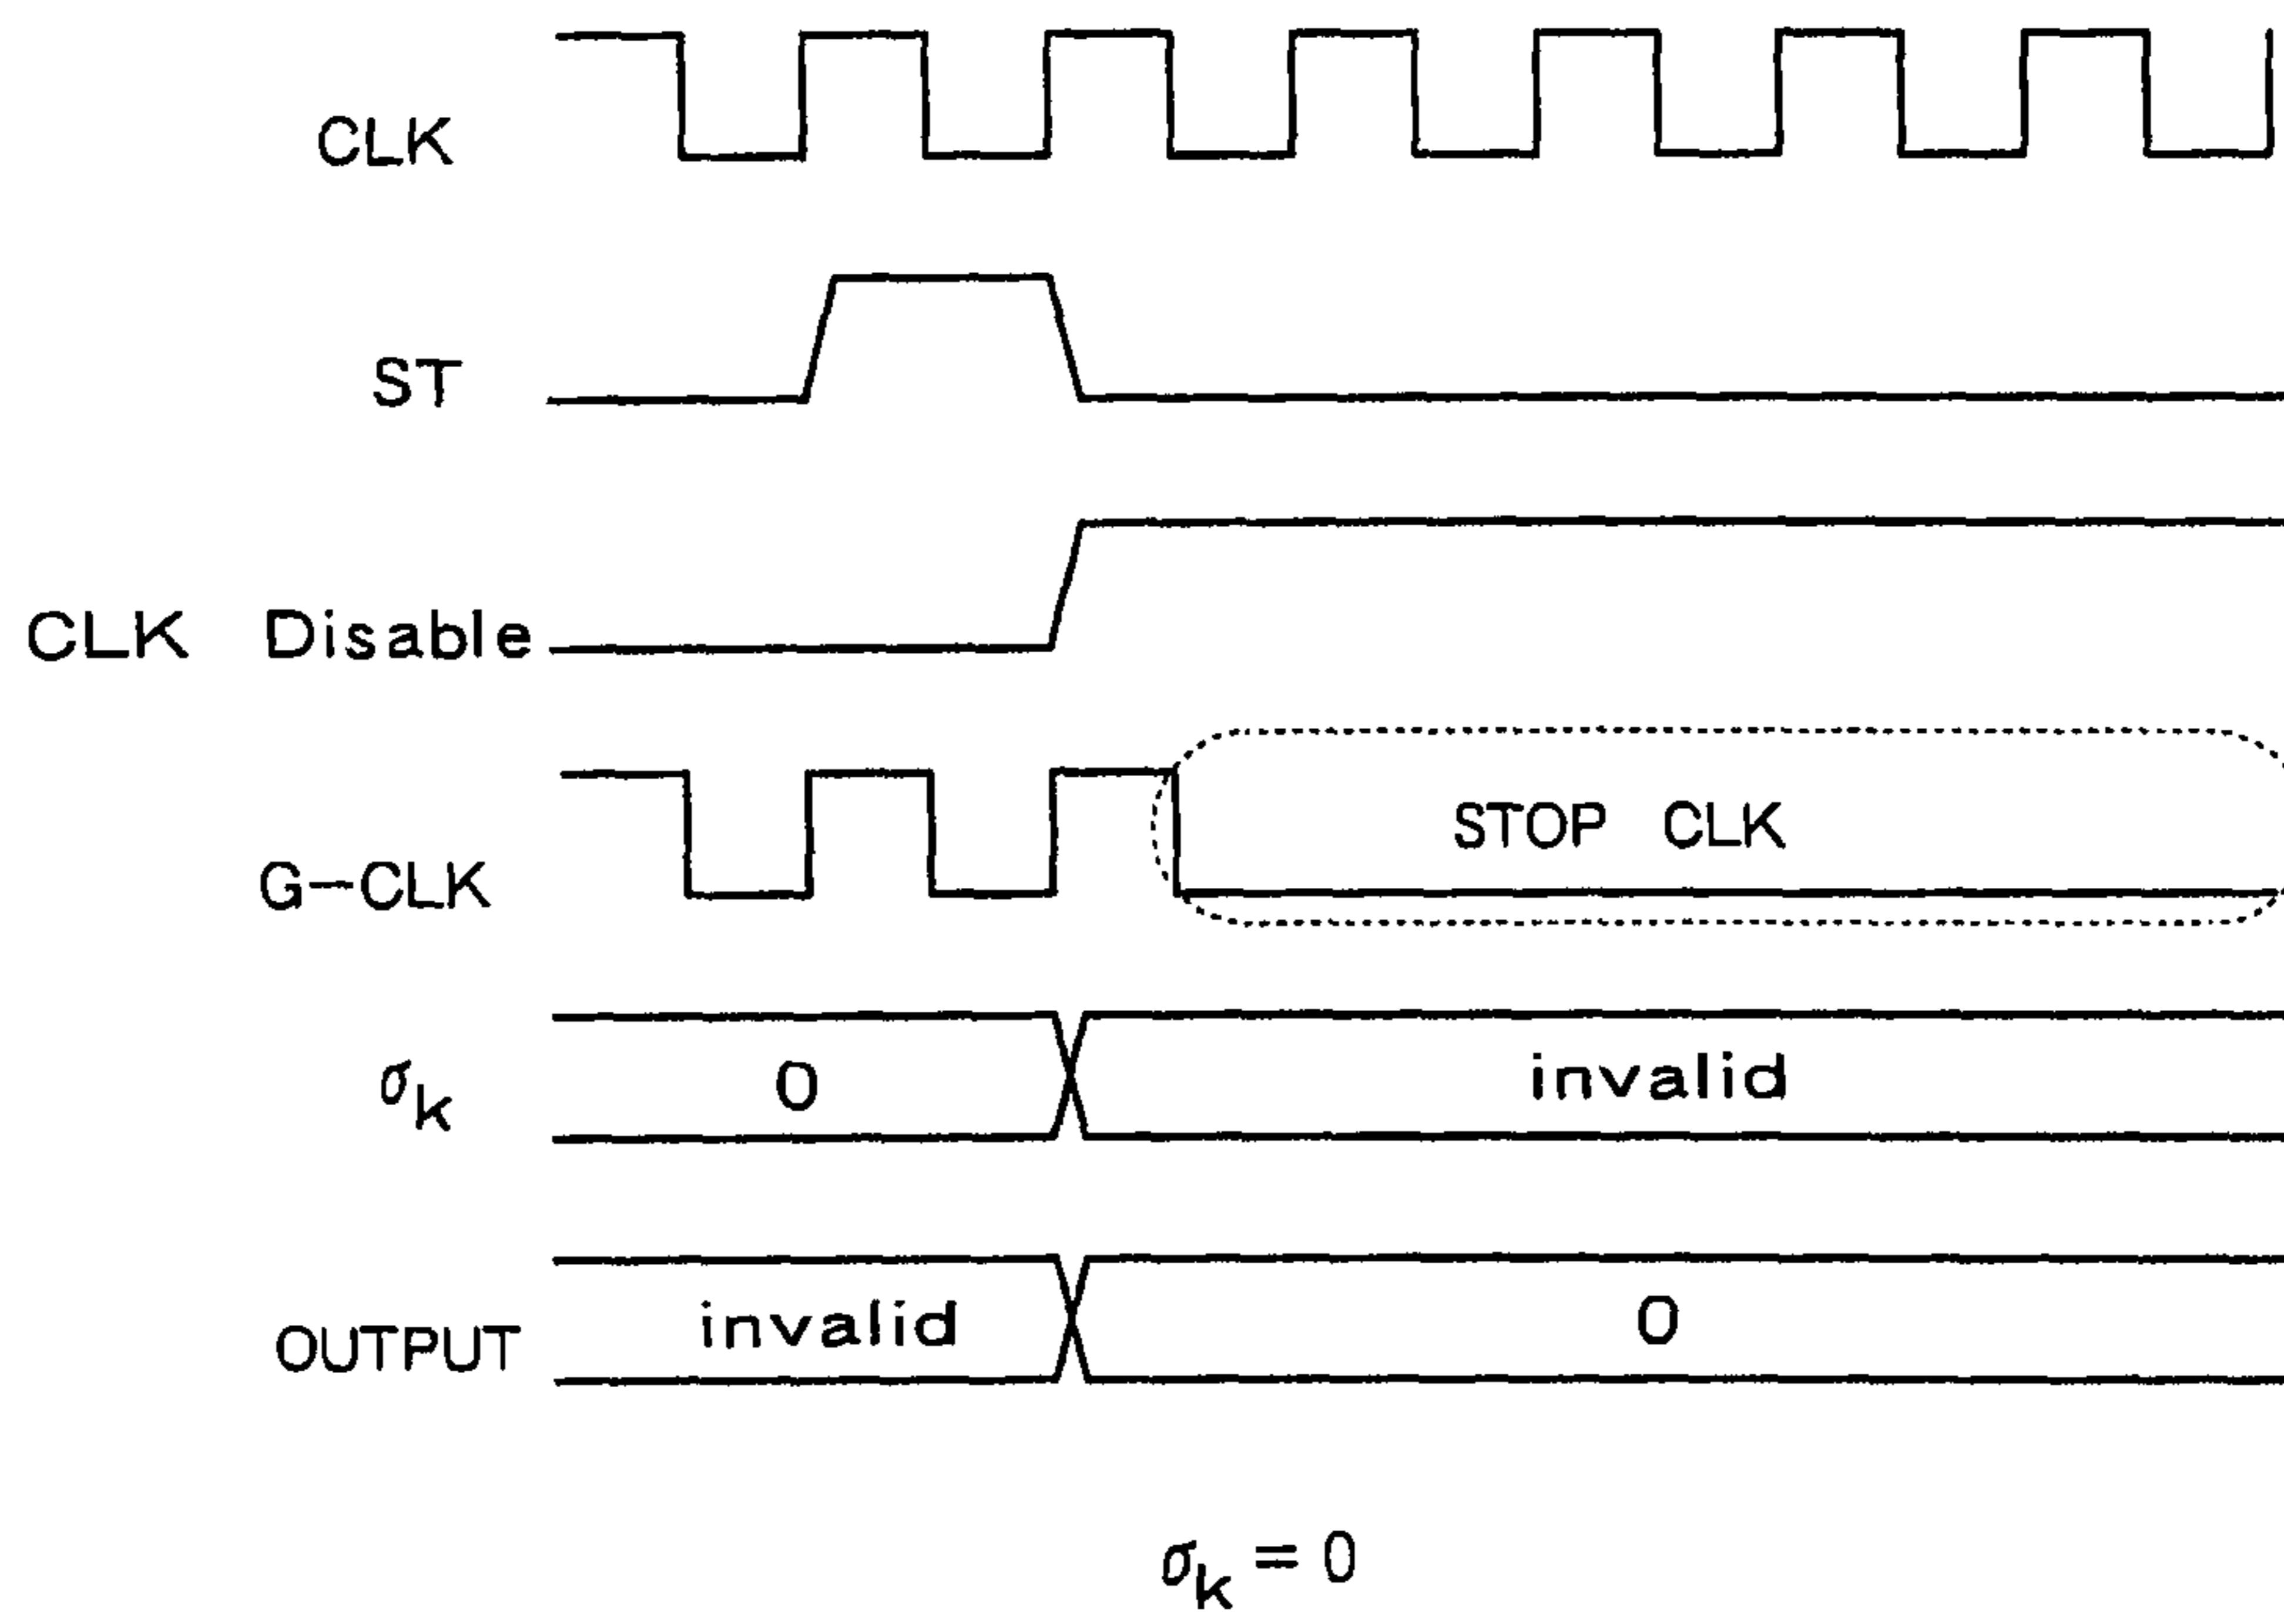 CLK
ST
CLK Disable
STOP CLK
G-CLK
σk 0 invalid
OUTPUT invalid 0
σk = 0